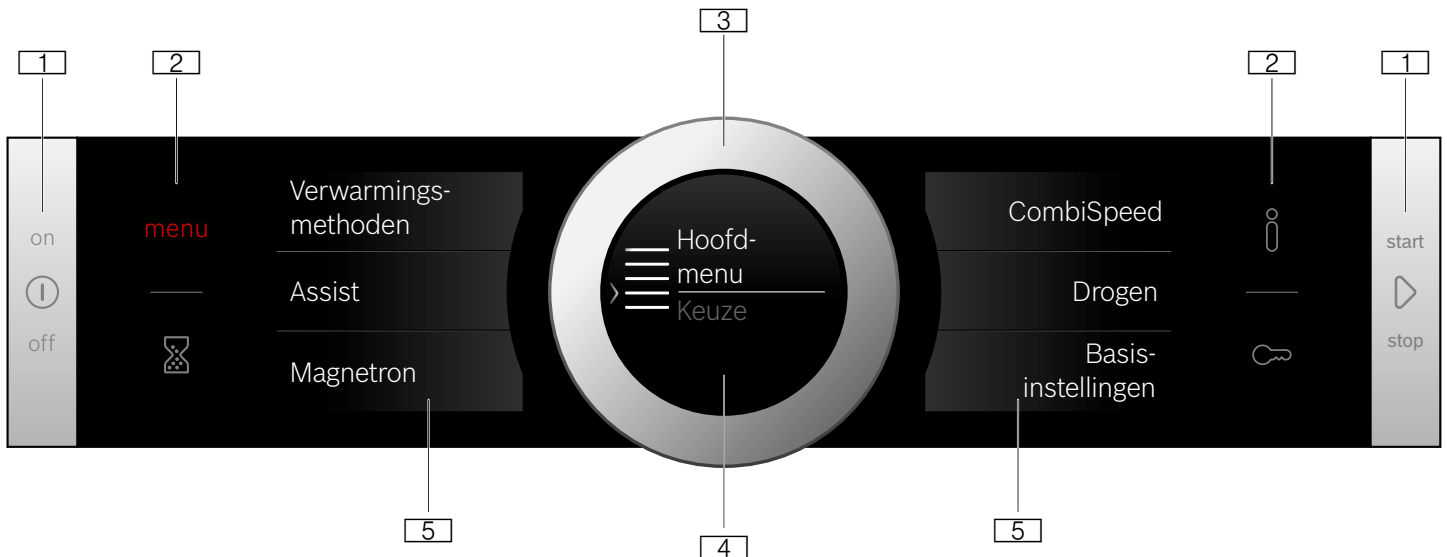 3
1
2
2
1
on
off
menu
Verwarmings-
methoden
Assist
Magnetron
Hoofd-
menu
Keuze
CombiSpeed
Drogen
Basis-
instellingen
start
stop
5
4
5